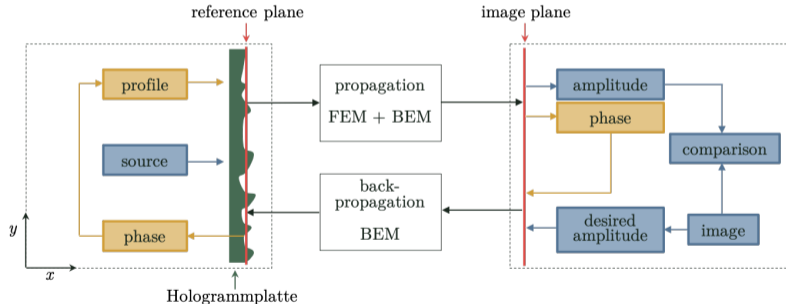 reference plane
image plane
profile
propagation
FEM + BEM
amplitude
phase
source
comparison
back-
propagation
BEM
phase
desired
amplitude
image
y
x
Hologrammplatte